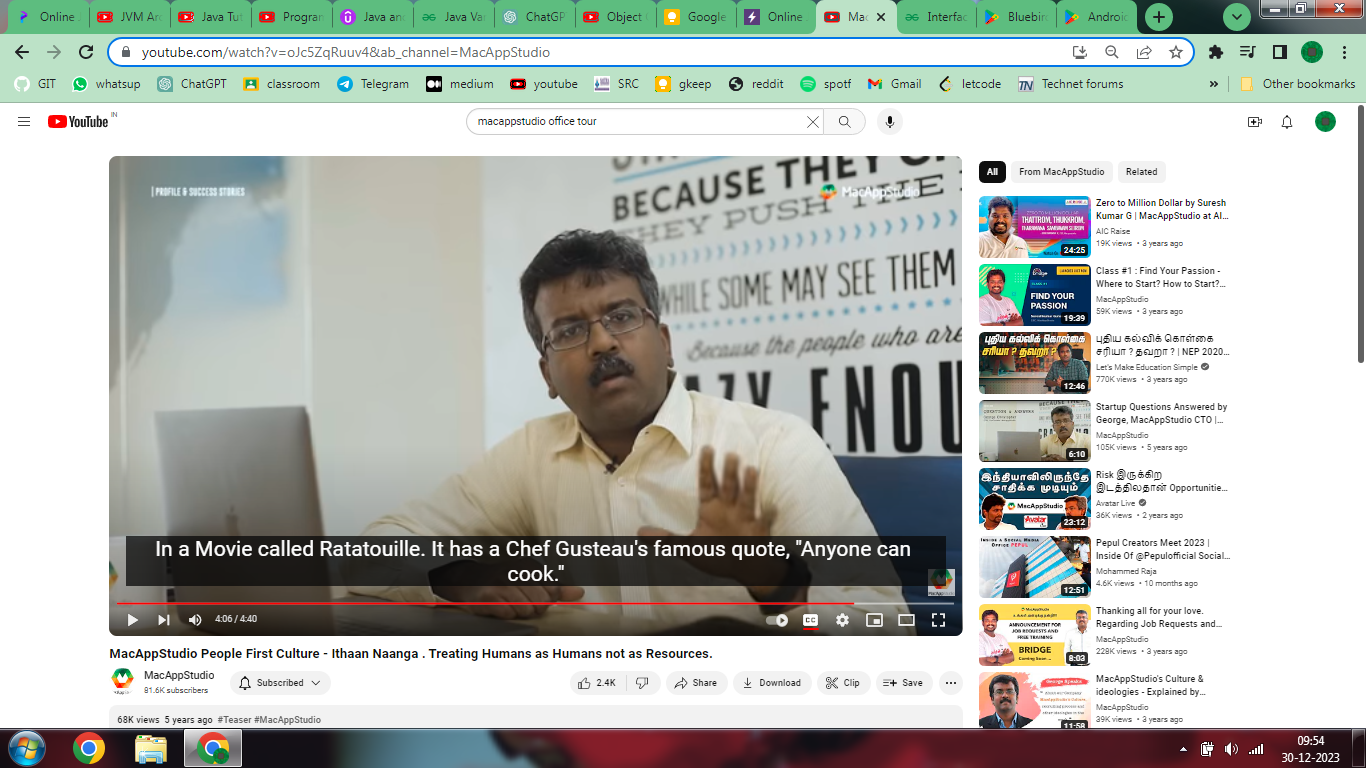 Online J
JVM Arc
Java Tut
Program
Java and
Java Var
ChatGP
Object
Google
Online
Mac
Interfac
Bluebir
Androi
youtube.com/watch?v=oJc5ZqRuuv4&ab_channel=MacAppStudio
GIT whatsup ChatGPT classroom Telegram medium youtube SRC gkeep reddit spotf Gmail letcode Technet forums » Other bookmarks
YouTube IN
macappstudio office tour
| PROFILE & SUCCESS STORIES
MacAppStudio
BECAUSE THEY
THEY PUSH THE
WHILE SOME MAY SEE THEM
Because the people who are
ENOU
In a Movie called Ratatouille. It has a Chef Gusteau's famous quote, "Anyone can
cook."
4:06 / 4:40
MacAppStudio People First Culture - Itham Naanga . Treating Humans as Humans not as Resources.
MacAppStudio
81.6K subscribers
Subscribed
2.4K
Share
Download
Clip
Save
68K views 5 years ago #Teaser #MacAppStudio
All From MacAppStudio Related
THATTROM, THUKKROM,
24:25
Zero to Million Dollar by Suresh
Kumar G | MacAppStudio at AI...
AIC Raise
19K views • 3 years ago
FIND YOUR
PASSION
19:39
Class #1 : Find Your Passion -
Where to Start? How to Start?...
MacAppStudio
59K views • 3 years ago
புதிய கல்விக் கொள்கை
சரியா ? தவறா ?
12:46
புதிய கல்விக் கொள்கை
சரியா ? தவறா ? | NEP 2020...
Let's Make Education Simple
770K views • 3 years ago
6:10
Startup Questions Answered by
George, MacAppStudio CTO |...
MacAppStudio
105K views • 5 years ago
இந்தியாவிலிருந்தே
சாதிக்க முடியும்
MacAppStudio
Avatar
23:12
Risk இருக்கிற
இடத்திலதான் Opportunitie...
Avatar Live
36K views • 2 years ago
INSIDE A SOCIAL MEDIA
OFFICE PEPUL
12:51
Pepul Creators Meet 2023 |
Inside Of @Pepulofficial Social...
Mohammed Raja
4.6K views • 10 months ago
MacAppStudio
ANNOUNCEMENT FOR
JOB REQUESTS AND
FREE TRAINING
BRIDGE
Coming Soon
8:03
Thanking all for your love.
Regarding Job Requests and...
MacAppStudio
228K views • 3 years ago
George Speaks
11:58
MacAppStudio's Culture &
ideologies - Explained by...
MacAppStudio
39K views • 3 years ago
09:54
30-12-2023